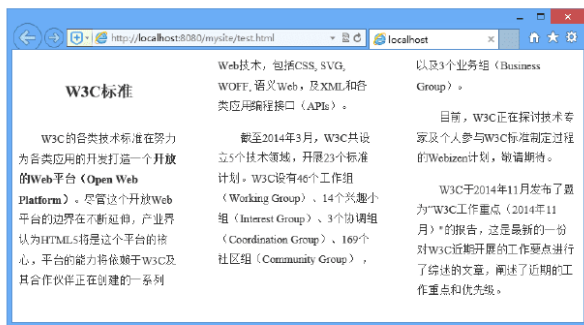 http://localhost:8080/mysite/test.html
localhost
W3C标准
W3C的各类技术标准在努力
为各类应用的开发打造一个开放
的Web平台（Open Web
Platform）。尽管这个开放Web
平台的边界在不断延伸，产业界
认为HTML5将是这个平台的核
心，平台的能力将依赖于W3C及
其合作伙伴正在创建的一系列
Web技术，包括CSS, SVG,
WOFF, 语义Web，及XML和各
类应用编程接口（APIs）。
截至2014年3月，W3C共设
立5个技术领域，开展23个标准
计划。W3C设有46个工作组
（Working Group）、14个兴趣小
组（Interest Group）、3个协调组
（Coordination Group）、169个
社区组（Community Group），
以及3个业务组（Business
Group）。
目前，W3C正在探讨技术专
家及个人参与W3C标准制定过程
的Webizen计划，敬请期待。
W3C于2014年11月发布了题
为"W3C工作重点（2014年11
月）"的报告，这是最新的一份
对W3C近期开展的工作要点进行
了综述的文章，阐述了近期的工
作重点和优先级。